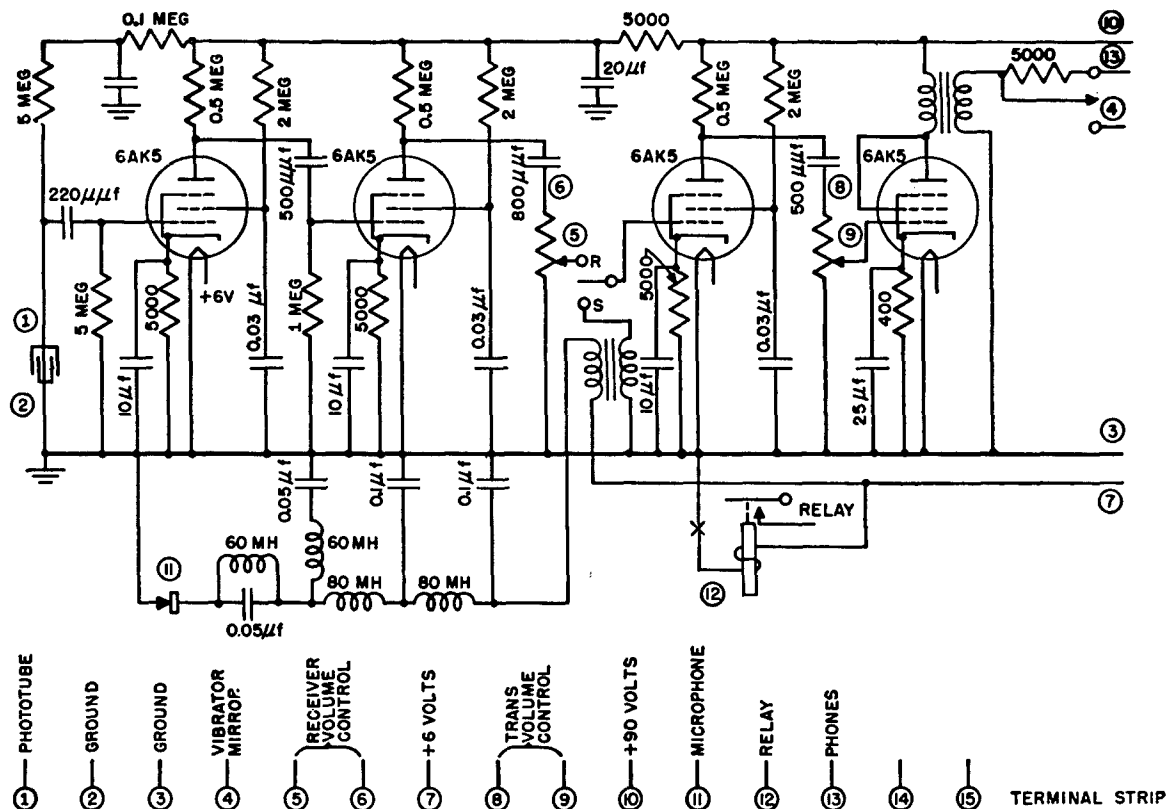 0.1 MEG
5000
⑩
5 MEG
0.5 MEG
2 MEG
0.5 MEG
2 MEG
20μf
0.5 MEG
2 MEG
5000
⑬
④
6AK5
6AK5
6AK5
6AK5
220μμf
500μμf
800μμf
⑥
⑤
R
S
500μμf
⑧
⑨
+6V
5 MEG
5000
10μf
0.03μf
1 MEG
5000
10μf
0.03μf
5000
10μf
0.03μf
400
25μf
①
②
③
⑦
0.05μf
0.1μf
0.1μf
RELAY
60 MH
60 MH
⑪
80 MH
80 MH
0.05μf
⑫
PHOTOTUBE
GROUND
GROUND
VIBRATOR
MIRROP.
RECEIVER
VOLUME
CONTROL
+6 VOLTS
TRANS
VOLUME
CONTROL
+90 VOLTS
MICROPHONE
RELAY
PHONES
① ② ③ ④ ⑤ ⑥ ⑦ ⑧ ⑨ ⑩ ⑪ ⑫ ⑬ ⑭ ⑮ TERMINAL STRIP